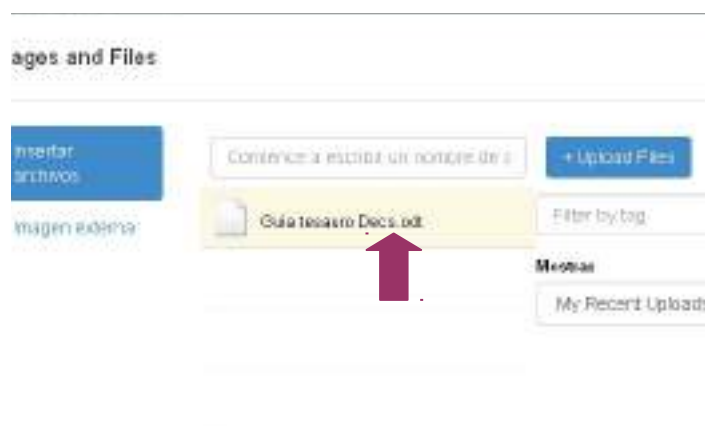 ages and Files
Insertar
archivos
Imagen externa
Comience a escribir un nombre de a
+ Upload Files
Guia tesauro Decs.odt
Filter by tag
Mostrar
My Recent Uploads